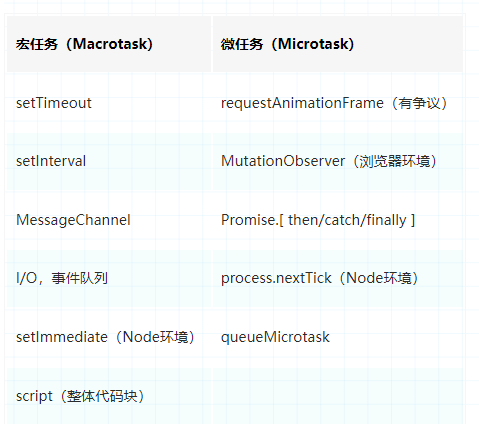 宏任务（Macrotask） 微任务（Microtask）
setTimeout requestAnimationFrame（有争议）
setInterval MutationObserver（浏览器环境）
MessageChannel Promise.[ then/catch/finally ]
I/O，事件队列 process.nextTick（Node环境）
setImmediate（Node环境） queueMicrotask
script（整体代码块）